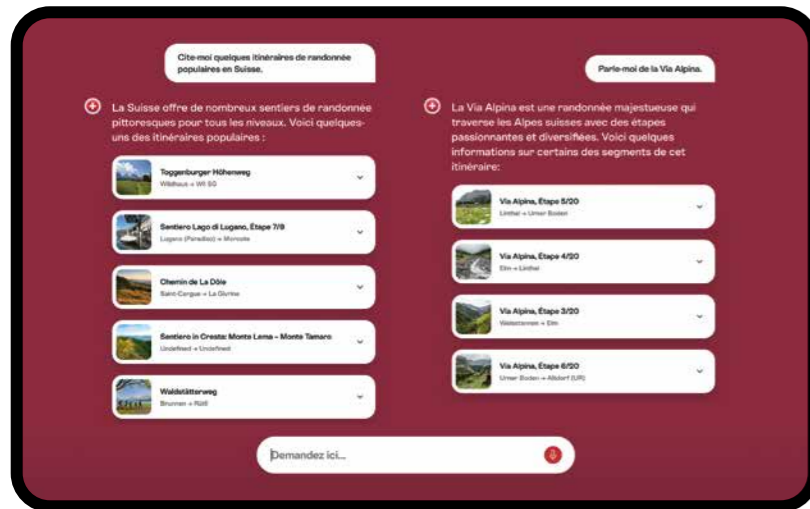 Cite-moi quelques itinéraires de randonnée
populaires en Suisse.
La Suisse offre de nombreux sentiers de randonnée
pittoresques pour tous les niveaux. Voici quelques-
uns des itinéraires populaires :
Toggenburger Höhenweg
Wildhaus → Wil SG
Sentiero Lago di Lugano, Etape 7/8
Lugano (Paradiso) → Morcote
Chemin de La Dôle
Saint-Cergue → La Givrine
Sentiero in Cresta: Monte Lema – Monte Tamaro
Undefined → Undefined
Waldstätterweg
Brunnen → Rütli
Parle-moi de la Via Alpina.
La Via Alpina est une randonnée majestueuse qui
traverse les Alpes suisses avec des étapes
passionnantes et diversifiées. Voici quelques
informations sur certains des segments de cet
itinéraire:
Via Alpina, Etape 5/20
Linthal → Urner Boden
Via Alpina, Etape 4/20
Elm → Linthal
Via Alpina, Etape 3/20
Weisstannen → Elm
Via Alpina, Etape 6/20
Urner Boden → Altdorf (UR)
Demandez ici...